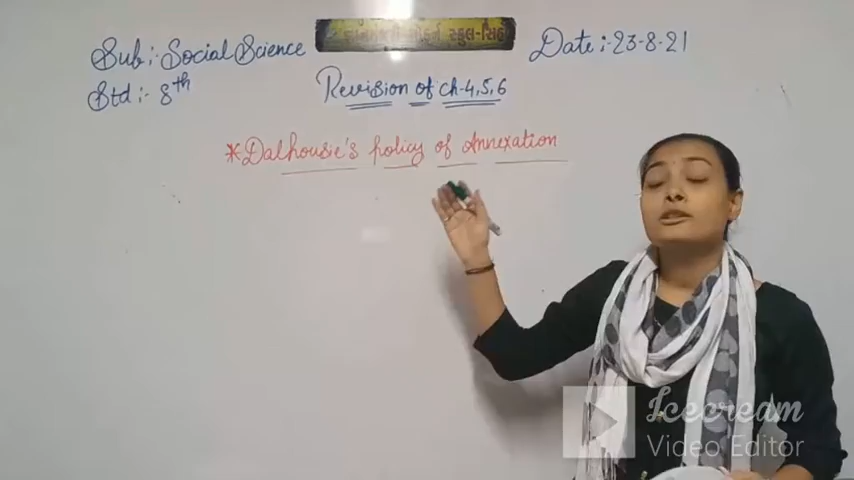 મોડર્ન સ્કુલ-સિહોર
Sub :- Social Science
Date :- 23-8-21
Std :- 8th
Revision of ch-4,5,6
*Dalhousie's policy of Annexation
Icecream
Video Editor